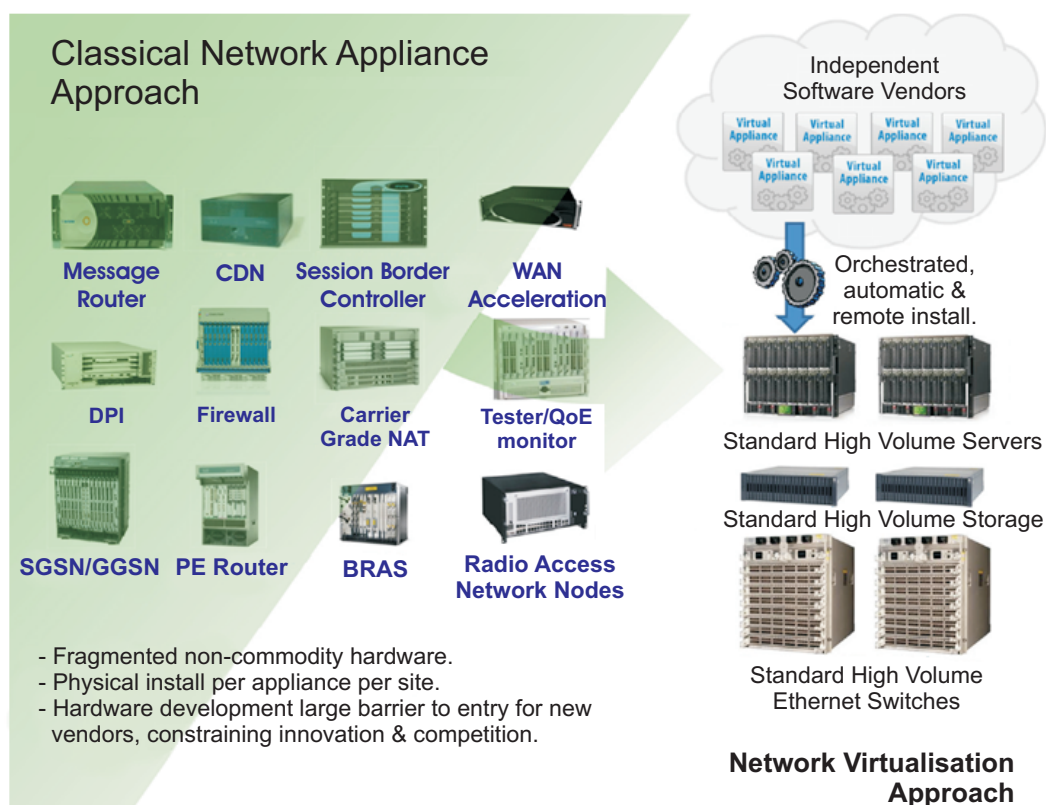 Classical Network Appliance
Approach
Message
Router
CDN
Session Border
Controller
WAN
Acceleration
DPI
Firewall
Carrier
Grade NAT
Tester/QoE
monitor
SGSN/GGSN
PE Router
BRAS
Radio Access
Network Nodes
- Fragmented non-commodity hardware.
- Physical install per appliance per site.
- Hardware development large barrier to entry for new
vendors, constraining innovation & competition.
Independent
Software Vendors
Virtual
Appliance
Virtual
Appliance
Virtual
Appliance
Virtual
Appliance
Virtual
Appliance
Virtual
Appliance
Virtual
Appliance
Orchestrated,
automatic &
remote install.
Standard High Volume Servers
Standard High Volume Storage
Standard High Volume
Ethernet Switches
Network Virtualisation
Approach